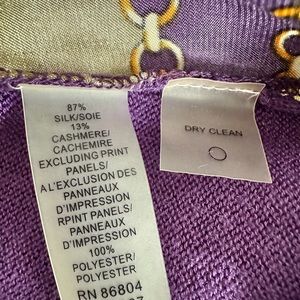 87%
SILK/SOIE
13%
CASHMERE/
CACHEMIRE
EXCLUDING PRINT
PANELS/
A L'EXCLUSION DES
PANNEAUX
D'IMPRESSION
RPINT PANELS/
PANNEAUX
D'IMPRESSION
100%
POLYESTER/
POLYESTER
RN 86804
DRY CLEAN